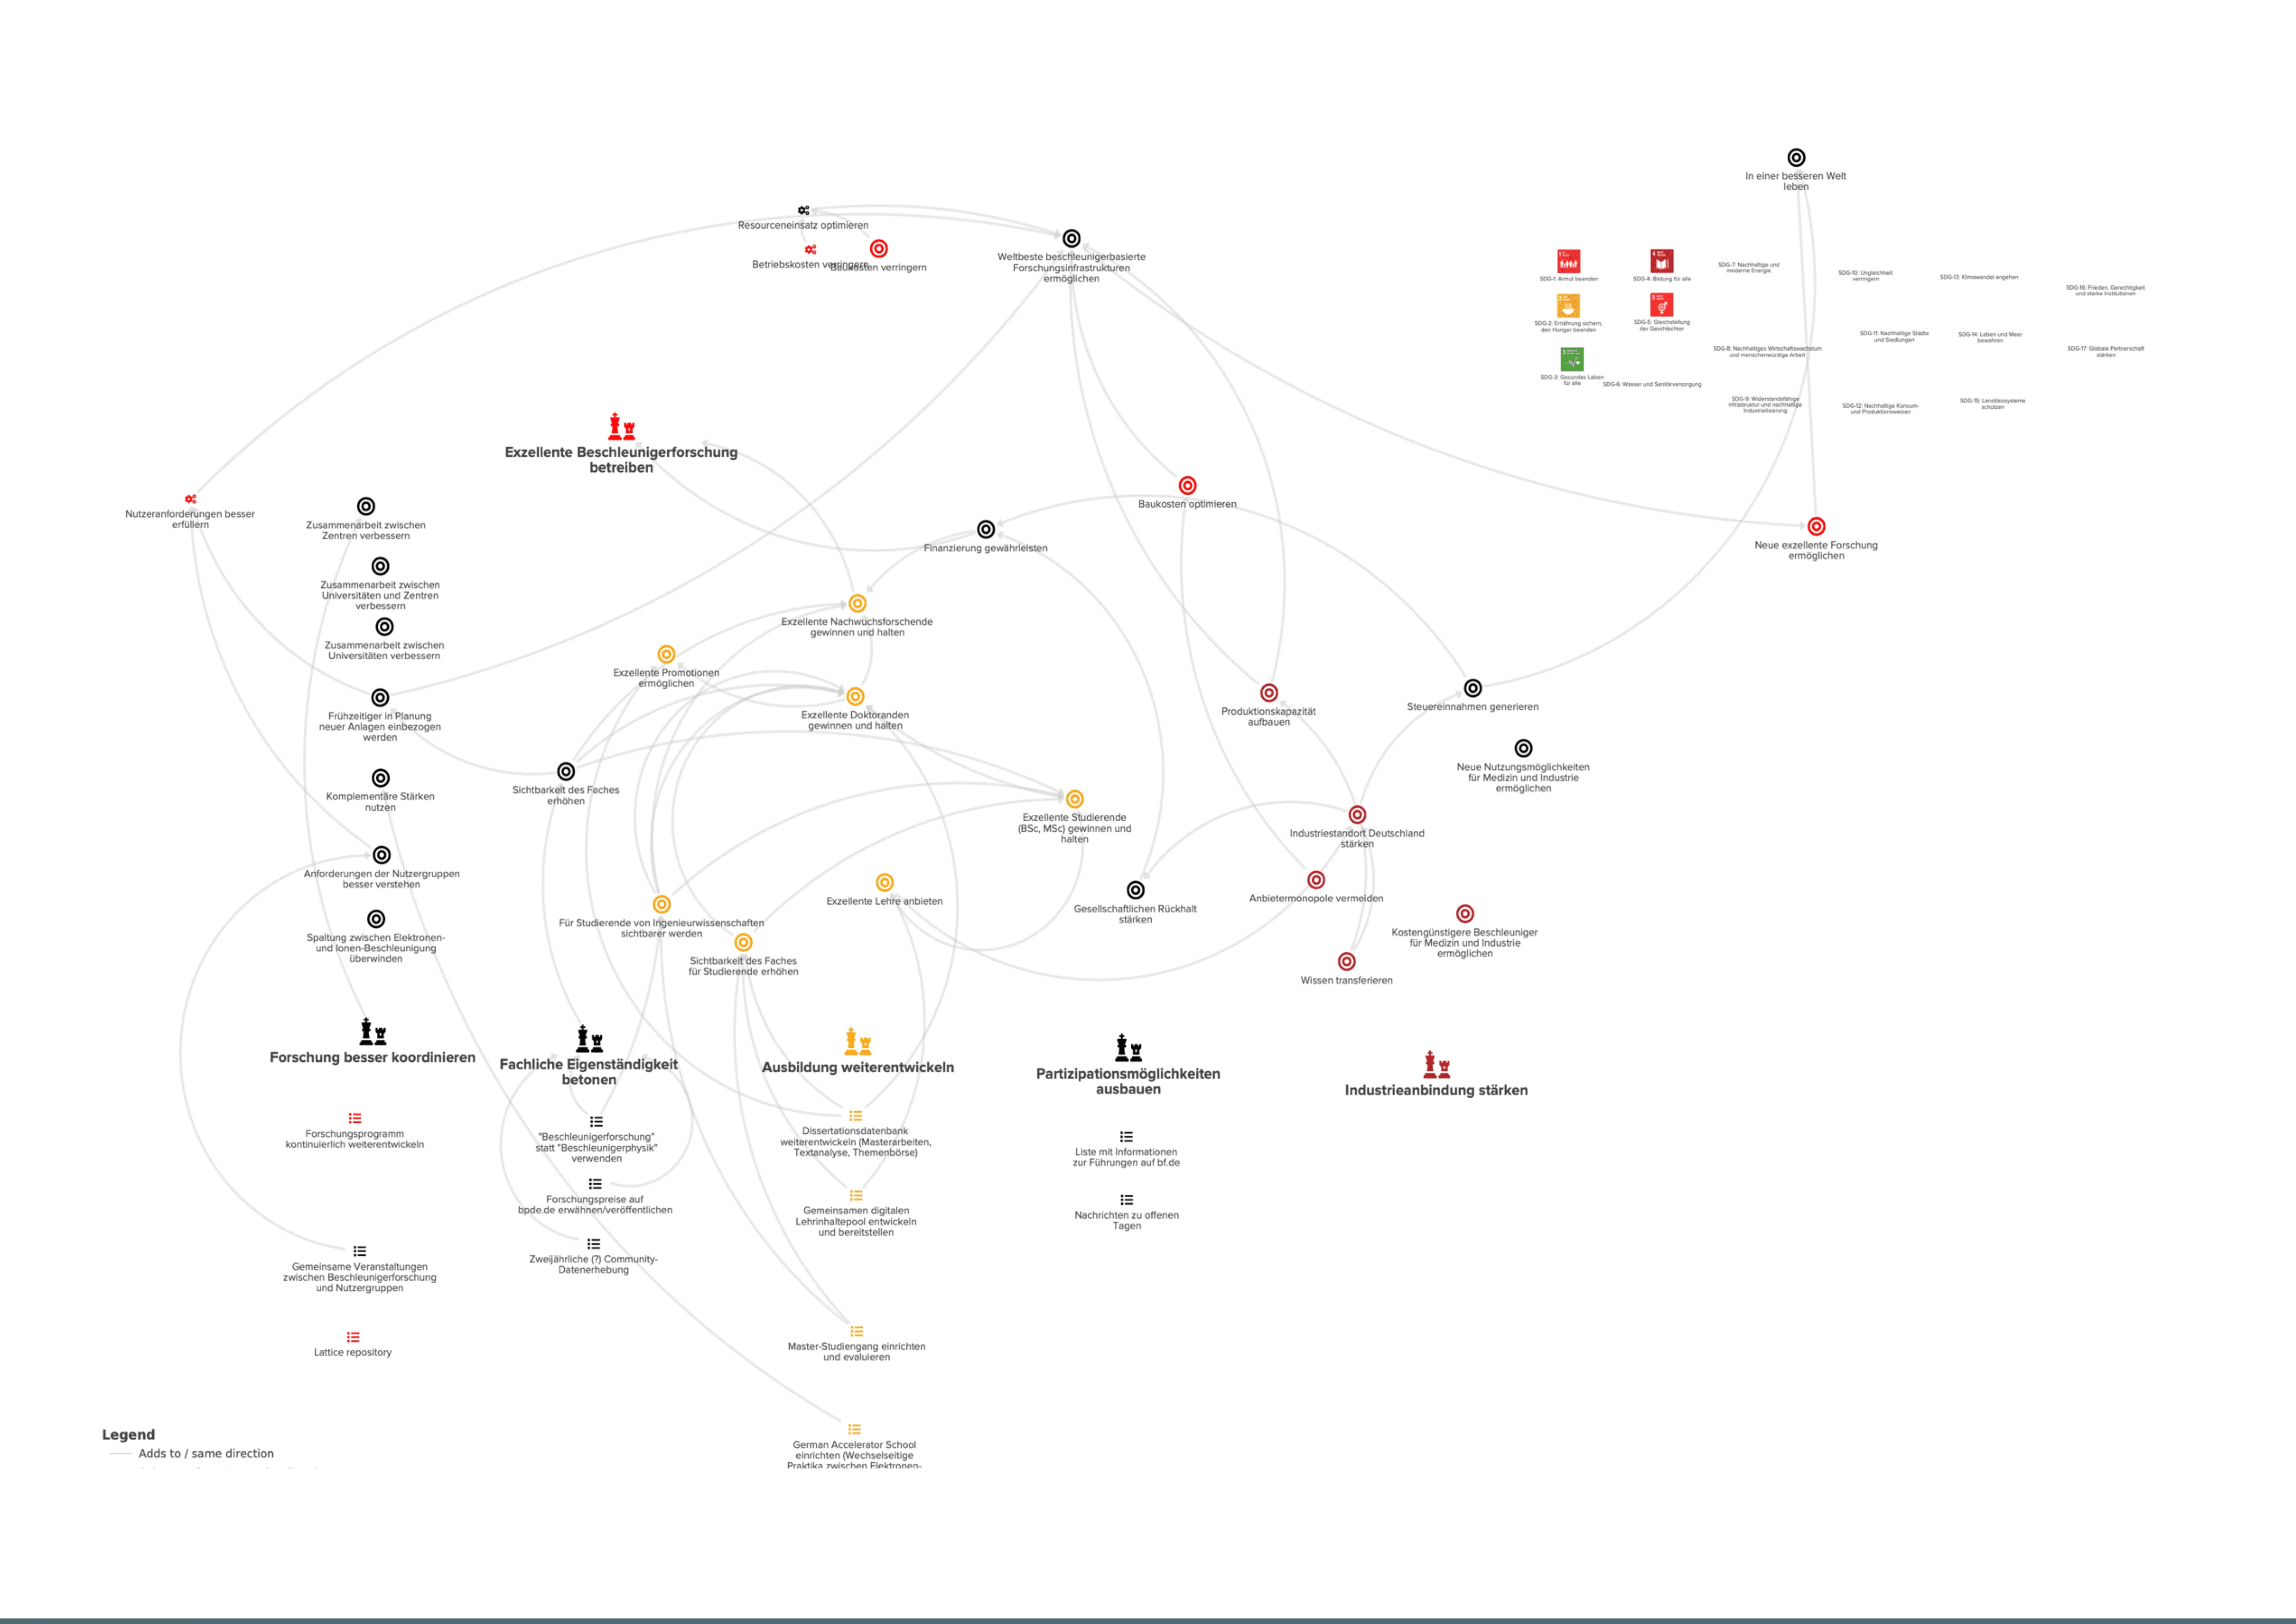 In einer besseren Welt
leben
Resourceneinsatz optimieren
Betriebskosten verringern
Baukosten verringern
Weltbeste beschleunigerbasierte
Forschungsinfrastrukturen
ermöglichen
SDG-1: Armut beenden
SDG-4: Bildung für alle
SDG-7: Nachhaltige und
moderne Energie
SDG-10: Ungleichheit
verringern
SDG-13: Klimawandel angehen
SDG-16: Frieden, Gerechtigkeit
und starke Institutionen
SDG-2: Ernährung sichern,
den Hunger beenden
SDG-5: Gleichstellung
der Geschlechter
SDG-8: Nachhaltiges Wirtschaftswachstum
und menschenwürdige Arbeit
SDG-11: Nachhaltige Städte
und Siedlungen
SDG-14: Leben und Meer
bewahren
SDG-17: Globale Partnerschaft
stärken
SDG-3: Gesundes Leben
für alle
SDG-6: Wasser und Sanitärversorgung
SDG-9: Widerstandsfähige
Infrastruktur und nachhaltige
Industrialisierung
SDG-12: Nachhaltige Konsum-
und Produktionsweisen
SDG-15: Landökosysteme
schützen
Exzellente Beschleunigerforschung
betreiben
Nutzeranforderungen besser
erfüllen
Zusammenarbeit zwischen
Zentren verbessern
Baukosten optimieren
Finanzierung gewährleisten
Neue exzellente Forschung
ermöglichen
Zusammenarbeit zwischen
Universitäten und Zentren
verbessern
Zusammenarbeit zwischen
Universitäten verbessern
Exzellente Nachwuchsforschende
gewinnen und halten
Exzellente Promotionen
ermöglichen
Frühzeitiger in Planung
neuer Anlagen einbezogen
werden
Exzellente Doktoranden
gewinnen und halten
Produktionskapazität
aufbauen
Steuereinnahmen generieren
Neue Nutzungsmöglichkeiten
für Medizin und Industrie
ermöglichen
Komplementäre Stärken
nutzen
Sichtbarkeit des Faches
erhöhen
Exzellente Studierende
(BSc, MSc) gewinnen und
halten
Industriestandort Deutschland
stärken
Anforderungen der Nutzergruppen
besser verstehen
Exzellente Lehre anbieten
Gesellschaftlichen Rückhalt
stärken
Anbietermonopole vermeiden
Für Studierende von Ingenieurwissenschaften
sichtbarer werden
Spaltung zwischen Elektronen-
und Ionen-Beschleunigung
überwinden
Sichtbarkeit des Faches
für Studierende erhöhen
Kostengünstigere Beschleuniger
für Medizin und Industrie
ermöglichen
Wissen transferieren
Forschung besser koordinieren
Fachliche Eigenständigkeit
betonen
Ausbildung weiterentwickeln
Partizipationsmöglichkeiten
ausbauen
Industrieanbindung stärken
Forschungsprogramm
kontinuierlich weiterentwickeln
"Beschleunigerforschung"
statt "Beschleunigerphysik"
verwenden
Dissertationsdatenbank
weiterentwickeln (Masterarbeiten,
Textanalyse, Themenbörse)
Liste mit Informationen
zur Führungen auf bf.de
Forschungspreise auf
bpde.de erwähnen/veröffentlichen
Gemeinsamen digitalen
Lehrinhaltepool entwickeln
und bereitstellen
Nachrichten zu offenen
Tagen
Gemeinsame Veranstaltungen
zwischen Beschleunigerforschung
und Nutzergruppen
Zweijährliche (?) Community-
Datenerhebung
Lattice repository
Master-Studiengang einrichten
und evaluieren
German Accelerator School
einrichten (Wechselseitige
Praktika zwischen Elektronen-
Legend
Adds to / same direction